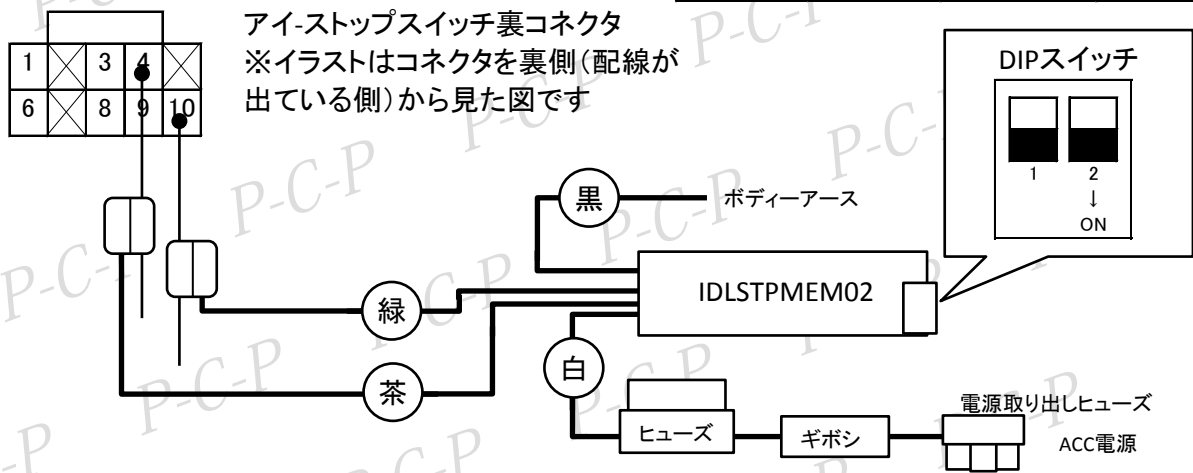 アイ-ストップスイッチ裏コネクタ
※イラストはコネクタを裏側(配線が
出ている側)から見た図です
1 3 4
6 8 9 10
DIPスイッチ
1 2
↓
ON
黒
ボディーアース
IDLSTPMEM02
緑
茶
白
ヒューズ
ギボシ
電源取り出しヒューズ
ACC電源
P-C-P
P-C-P
P-C-P
P-C-P
P-C-P
P-C-P
P-C-P
P-C-P
P-C-P
P-C-P